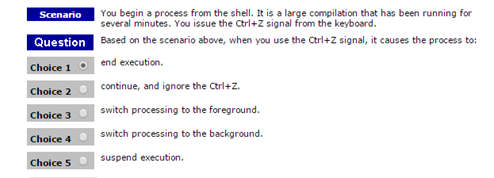 Scenario You begin a process from the shell. It is a large compilation that has been running for
several minutes. You issue the Ctrl+Z signal from the keyboard.
Question Based on the scenario above, when you use the Ctrl+Z signal, it causes the process to:
Choice 1 end execution.
Choice 2 continue, and ignore the Ctrl+Z.
Choice 3 switch processing to the foreground.
Choice 4 switch processing to the background.
Choice 5 suspend execution.